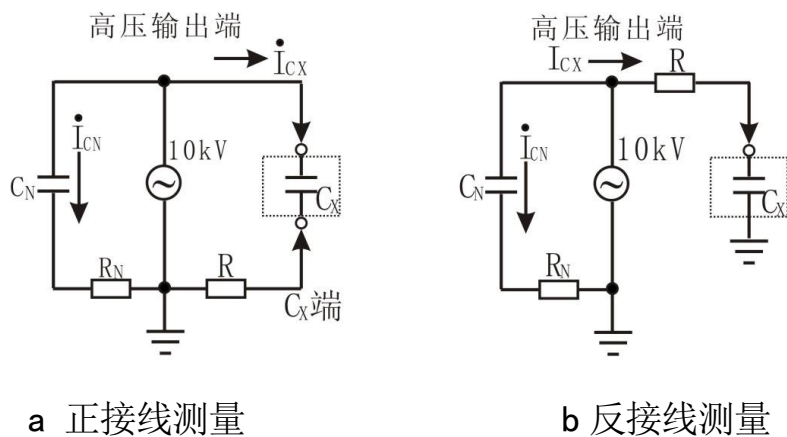 高压输出端
İCX
İCN
10kV
CN
CX
RN
R
CX端
高压输出端
ICX
R
İCN
10kV
CN
CX
RN
a 正接线测量
b 反接线测量